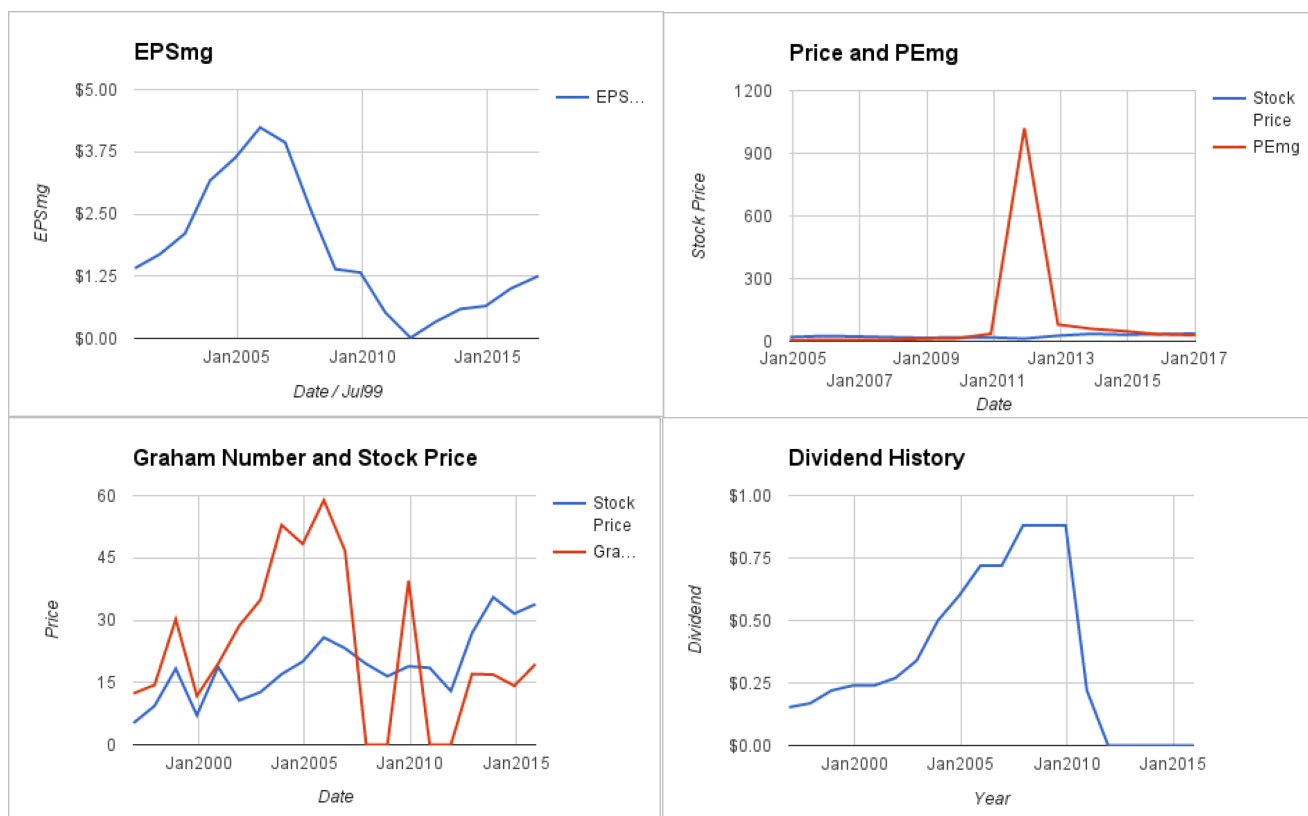 EPSmg
$5.00
$3.75
$2.50
$1.25
$0.00
EPSmg
Jan2005
Jan2010
Jan2015
Date / Jul99
EPS...
Price and PEmg
1200
900
600
300
0
Stock Price
Jan2005
Jan2007
Jan2009
Jan2011
Jan2013
Jan2015
Jan2017
Date
Stock
Price
PEmg
Graham Number and Stock Price
60
45
30
15
0
Price
Jan2000
Jan2005
Jan2010
Jan2015
Date
Stock
Price
Gra...
Dividend History
$1.00
$0.75
$0.50
$0.25
$0.00
Dividend
Jan2000
Jan2005
Jan2010
Jan2015
Year